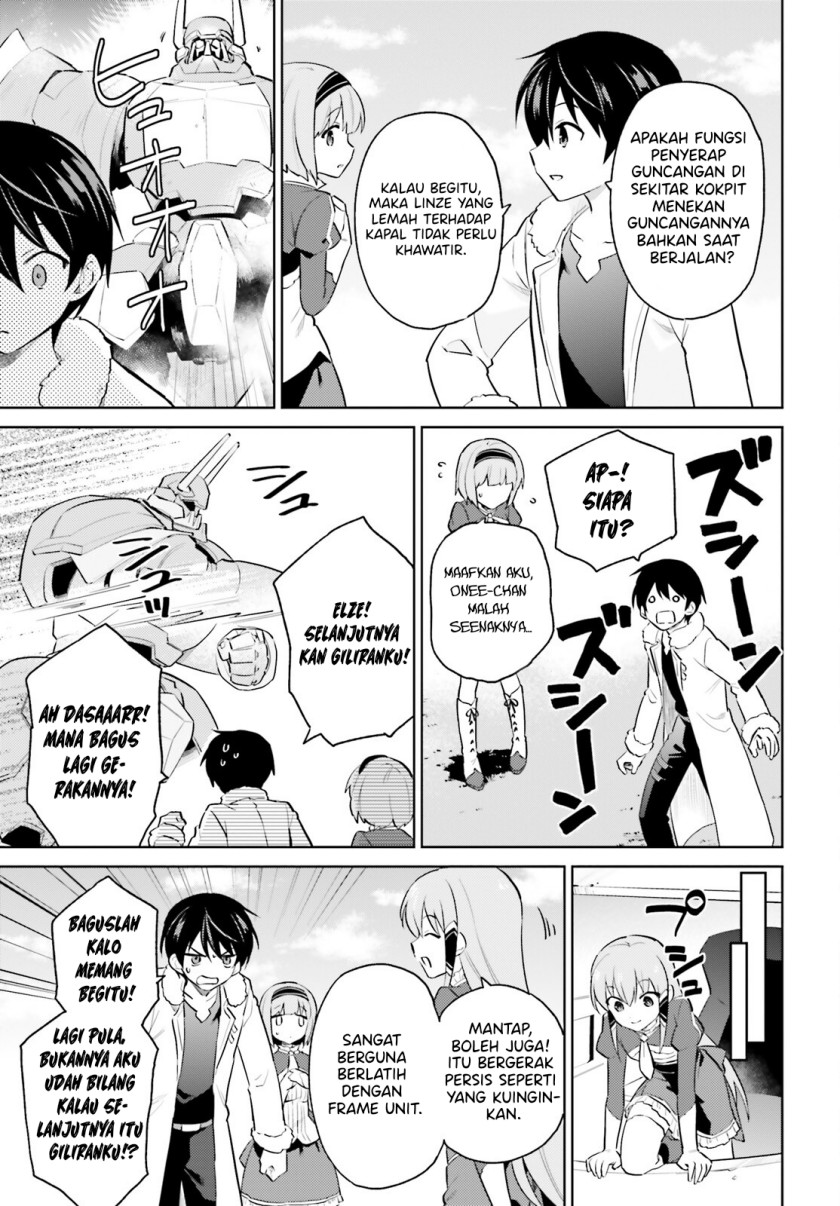 APAKAH FUNGSI
PENYERAP
GUNCANGAN DI
SEKITAR KOKPIT
MENEKAN
GUNCANGANNYA
BAHKAN SAAT
BERJALAN?
KALAU BEGITU,
MAKA LINZE YANG
LEMAH TERHADAP
KAPAL TIDAK PERLU
KHAWATIR.
ヒュオオオ
ズシーン
AP-!
SIAPA
ITU?
ズシーン
MAAFKAN AKU,
ONEE-CHAN
MALAH
SEENAKNYA...
ELZE!
SELANJUTNYA
KAN GILIRANKU!
シュッ
AH DASAAARR!
MANA BAGUS
LAGI GE-
RAKANNYA!
プシュ
MANTAP,
BOLEH JUGA!
ITU BERGERAK
PERSIS SEPERTI
YANG KUINGIN-
KAN.
SANGAT
BERGUNA
BERLATIH
DENGAN
FRAME UNIT.
BAGUSLAH
KALO
MEMANG
BEGITU!
LAGI PULA,
BUKANNYA AKU
UDAH BILANG
KALAU SE-
LANJUTNYA ITU
GILIRANKU!?